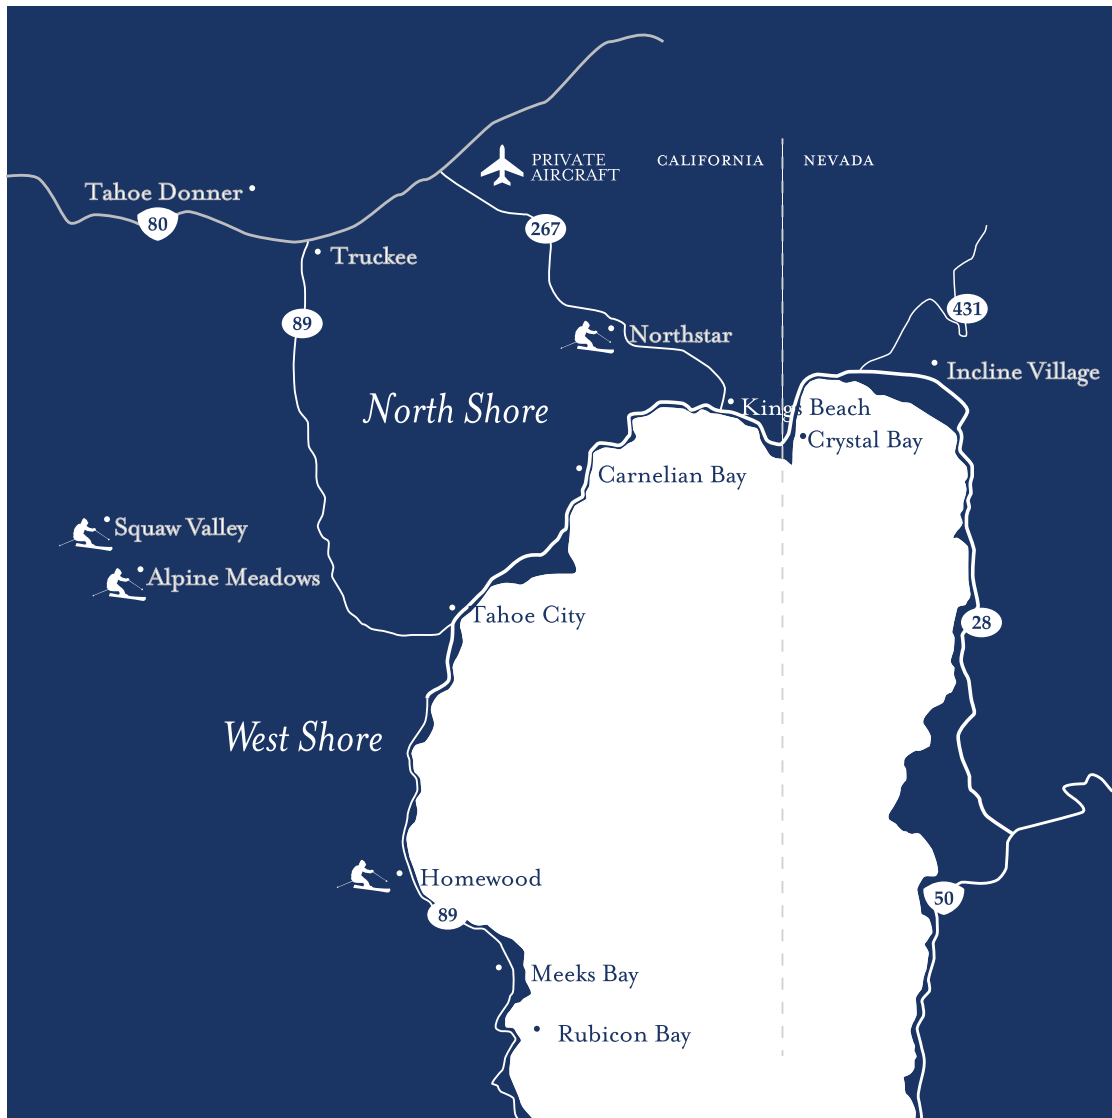 PRIVATE
AIRCRAFT
CALIFORNIA
NEVADA
Tahoe Donner
80
267
Truckee
431
89
Northstar
Incline Village
North Shore
Kings Beach
Crystal Bay
Carnelian Bay
Squaw Valley
Alpine Meadows
Tahoe City
28
West Shore
Homewood
50
89
Meeks Bay
Rubicon Bay